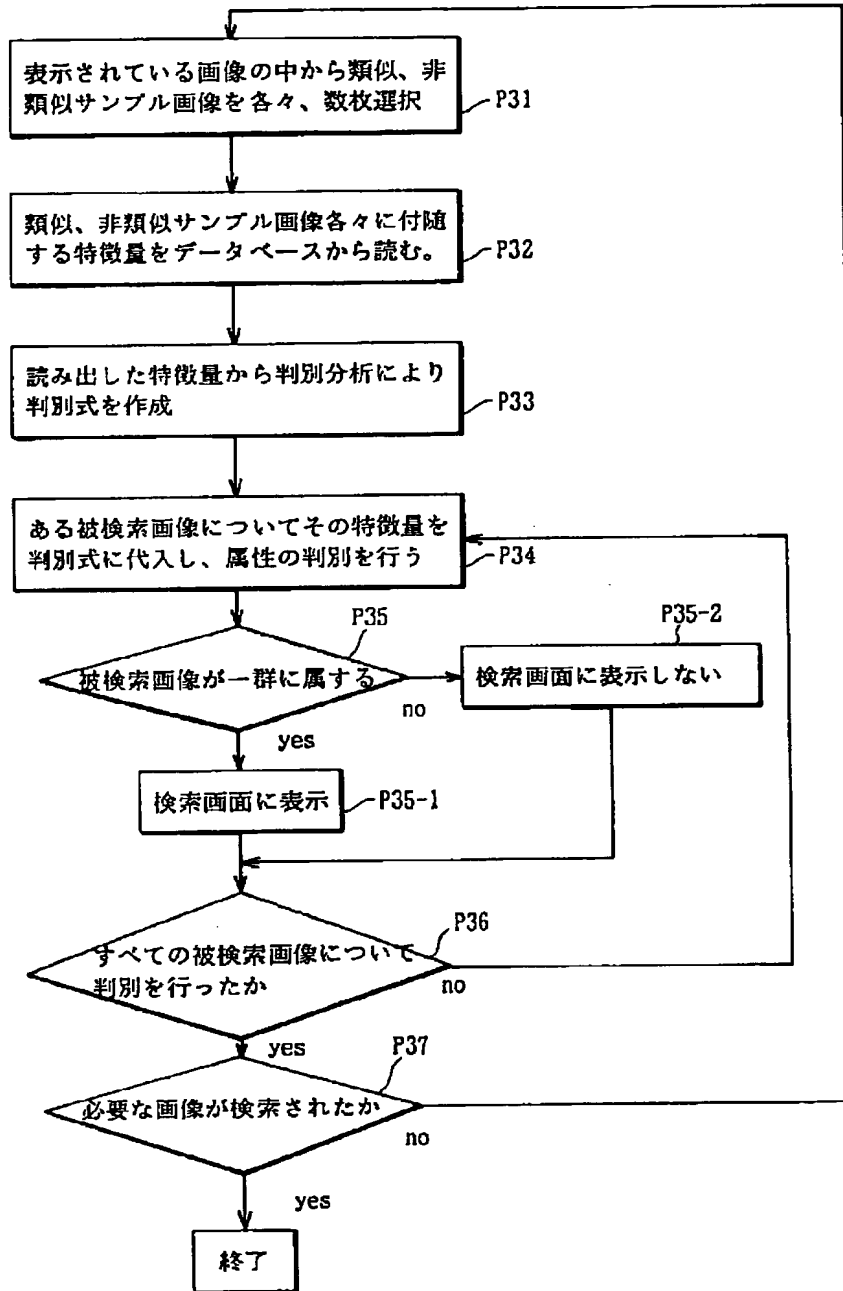 表示されている画像の中から類似、非
類似サンプル画像を各々、数枚選択
P31
類似、非類似サンプル画像各々に付随
する特徴量をデータベースから読む。
P32
読み出した特徴量から判別分析により
判別式を作成
P33
ある被検索画像についてその特徴量を
判別式に代入し、属性の判別を行う
P34
P35
被検索画像が一群に属する
no
yes
P35-2
検索画面に表示しない
検索画面に表示
P35-1
P36
すべての被検索画像について
判別を行ったか
no
yes
P37
必要な画像が検索されたか
no
yes
終了